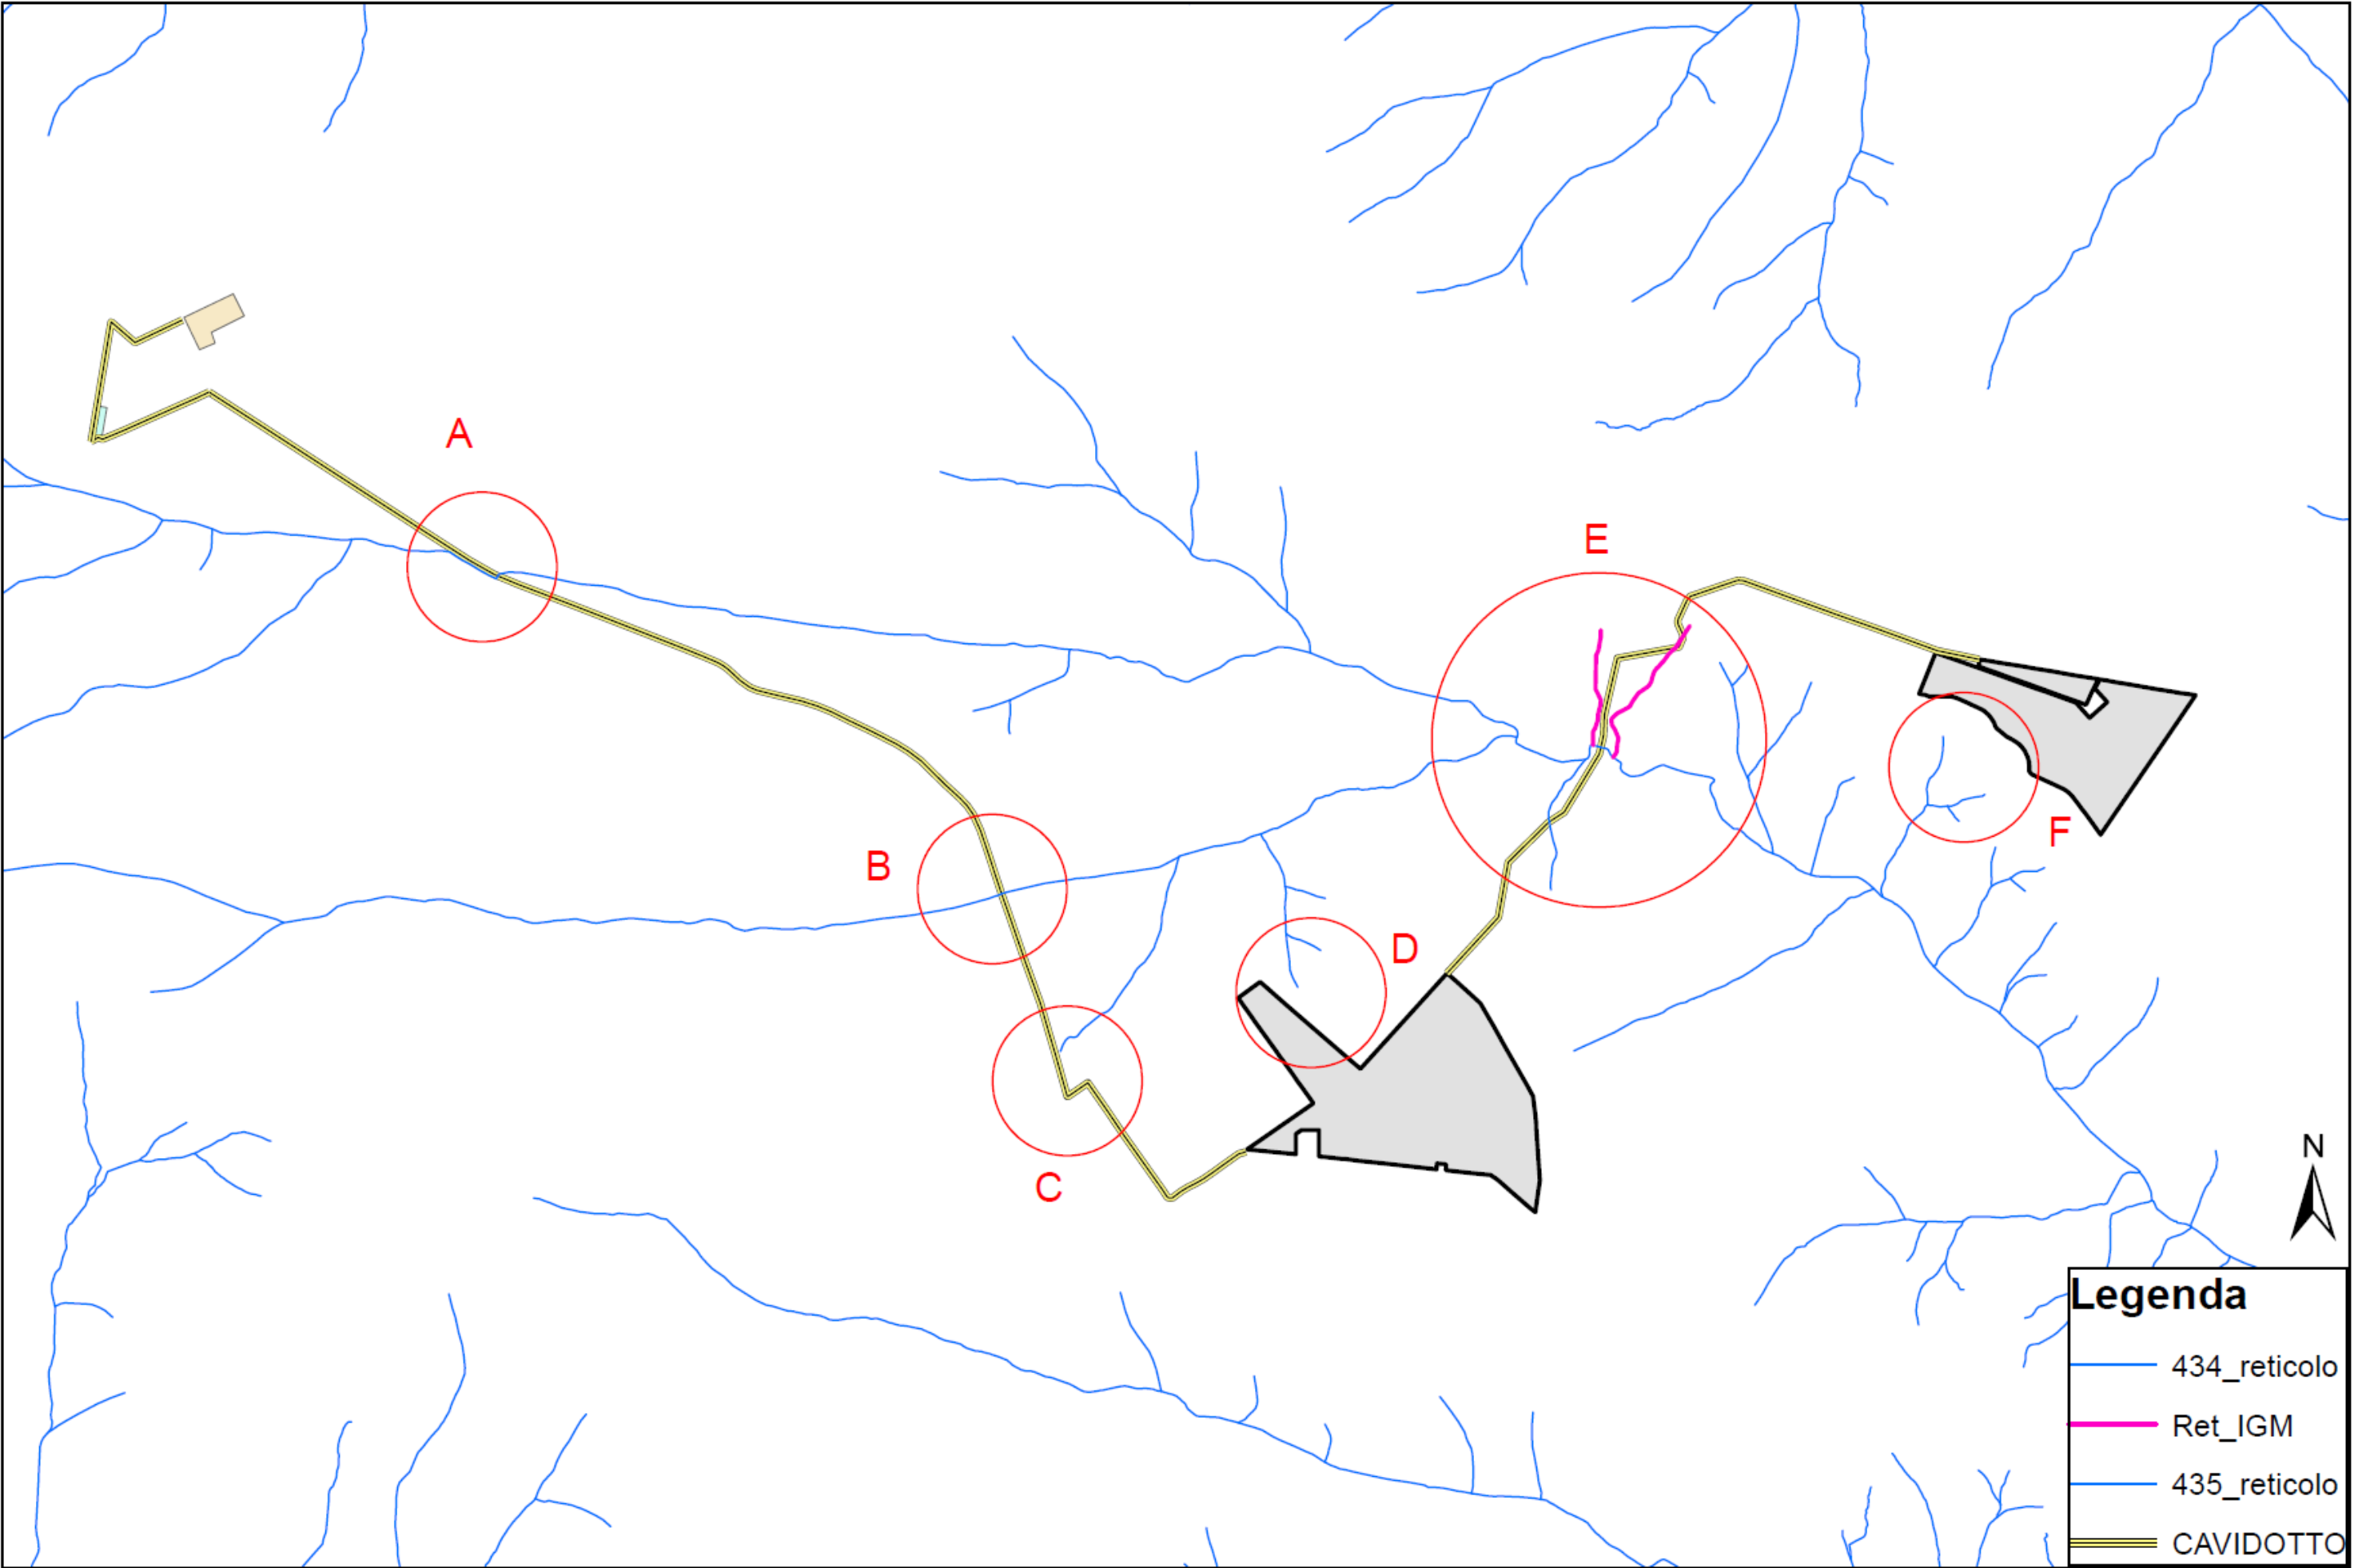 A
E
B
F
D
C
N
Legenda
434_reticolo
Ret_IGM
435_reticolo
CAVIDOTTO